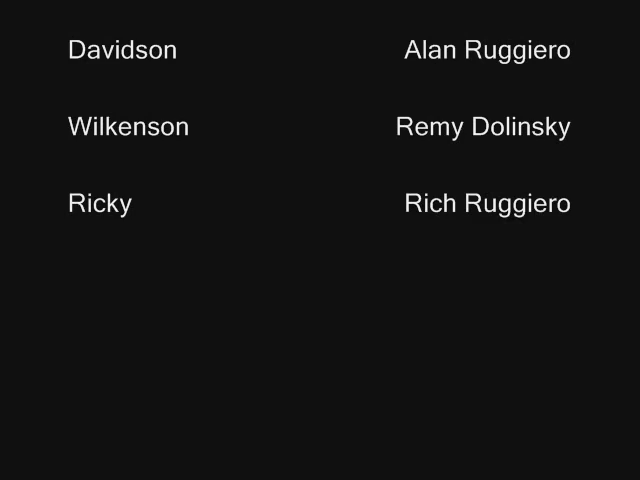 Davidson Alan Ruggiero
Wilkenson Remy Dolinsky
Ricky Rich Ruggiero